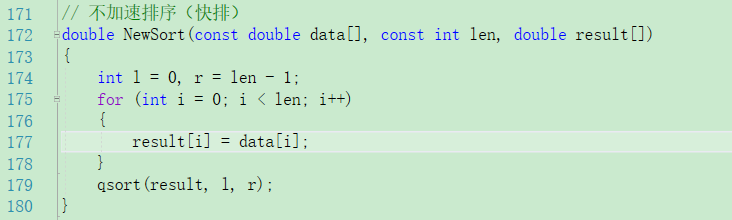 171 // 不加速排序（快排）
172 double NewSort(const double data[], const int len, double result[])
173 {
174     int l = 0, r = len - 1;
175     for (int i = 0; i < len; i++)
176     {
177         result[i] = data[i];
178     }
179     qsort(result, l, r);
180 }